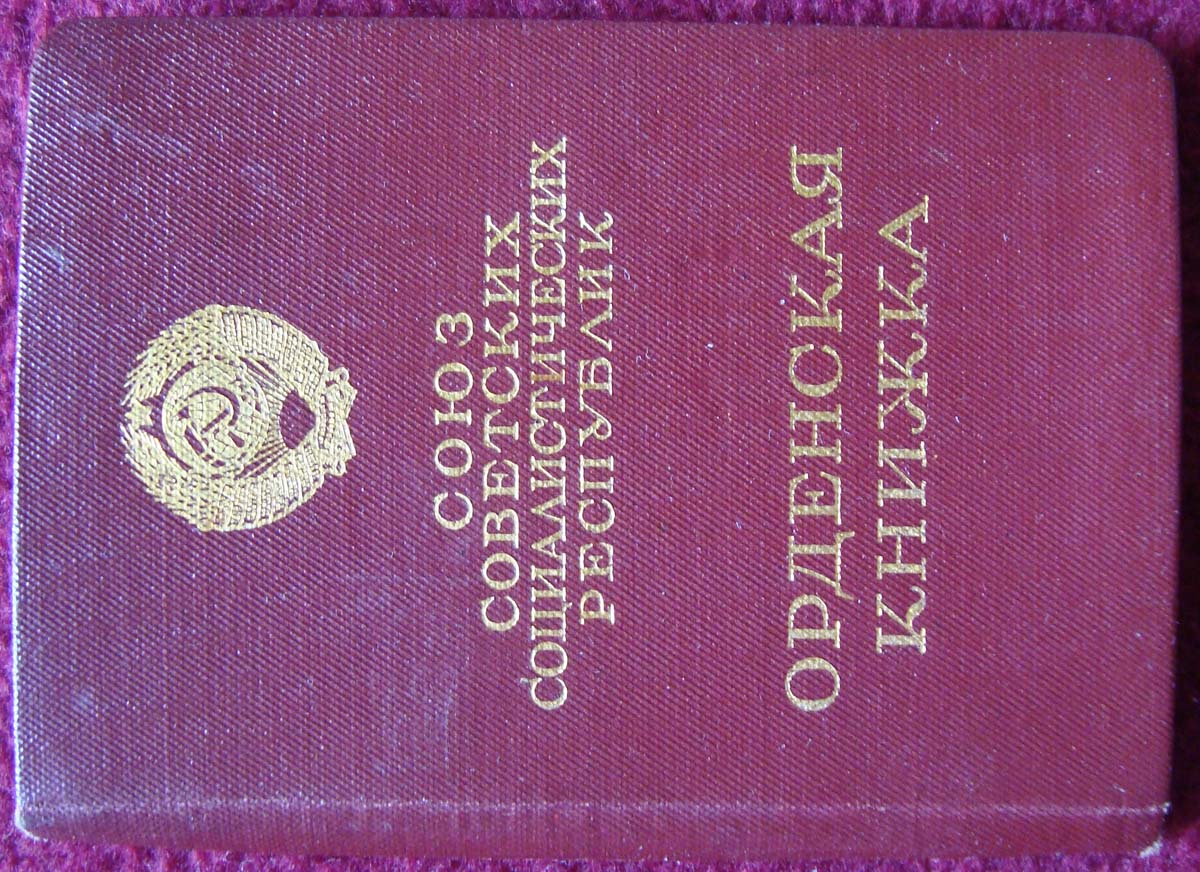 СОЮЗ
СОВЕТСКИХ
СОЦИАЛИСТИЧЕСКИХ
РЕСПУБЛИК
ОРДЕНСКАЯ
КНИЖКА